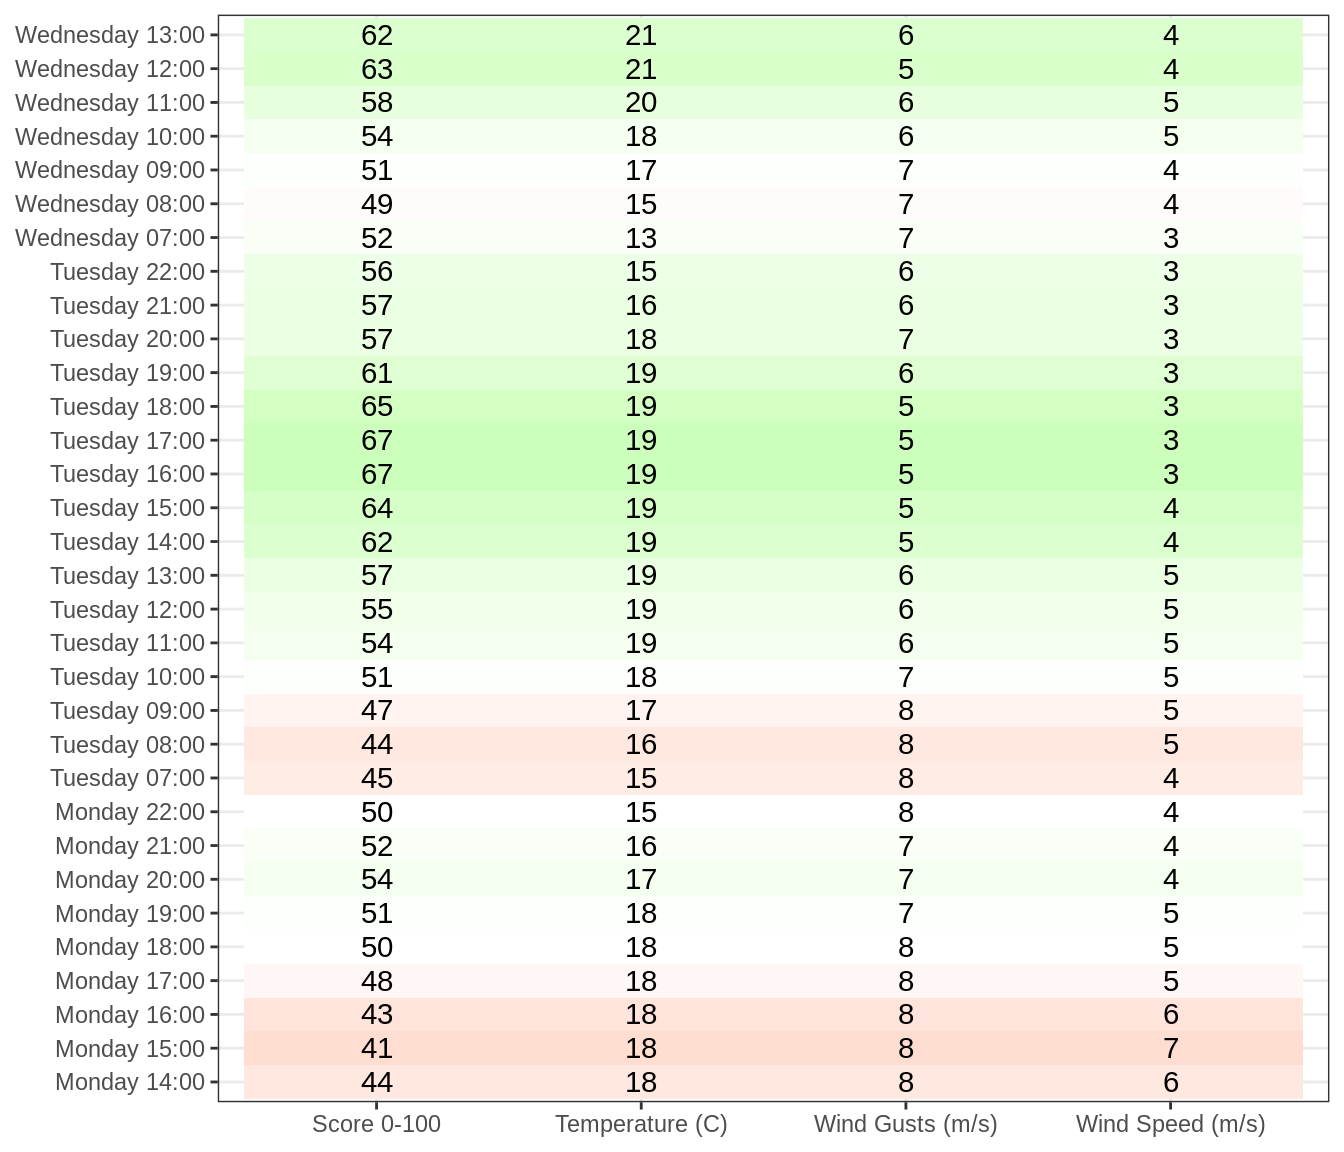 Wednesday 13:00 62 21 6 4
Wednesday 12:00 63 21 5 4
Wednesday 11:00 58 20 6 5
Wednesday 10:00 54 18 6 5
Wednesday 09:00 51 17 7 4
Wednesday 08:00 49 15 7 4
Wednesday 07:00 52 13 7 3
Tuesday 22:00 56 15 6 3
Tuesday 21:00 57 16 6 3
Tuesday 20:00 57 18 7 3
Tuesday 19:00 61 19 6 3
Tuesday 18:00 65 19 5 3
Tuesday 17:00 67 19 5 3
Tuesday 16:00 67 19 5 3
Tuesday 15:00 64 19 5 4
Tuesday 14:00 62 19 5 4
Tuesday 13:00 57 19 6 5
Tuesday 12:00 55 19 6 5
Tuesday 11:00 54 19 6 5
Tuesday 10:00 51 18 7 5
Tuesday 09:00 47 17 8 5
Tuesday 08:00 44 16 8 5
Tuesday 07:00 45 15 8 4
Monday 22:00 50 15 8 4
Monday 21:00 52 16 7 4
Monday 20:00 54 17 7 4
Monday 19:00 51 18 7 5
Monday 18:00 50 18 8 5
Monday 17:00 48 18 8 5
Monday 16:00 43 18 8 6
Monday 15:00 41 18 8 7
Monday 14:00 44 18 8 6
Score 0-100 Temperature (C) Wind Gusts (m/s) Wind Speed (m/s)